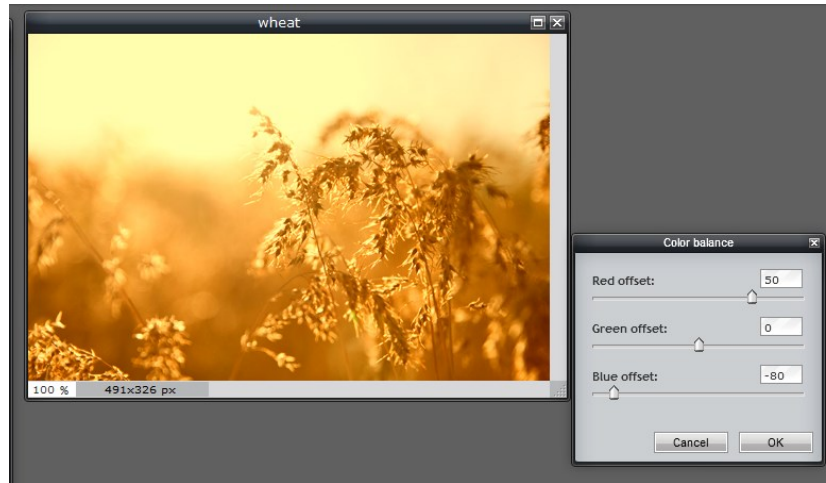 wheat
100 %
491x326 px
Color balance
Red offset:
50
Green offset:
0
Blue offset:
-80
Cancel
OK